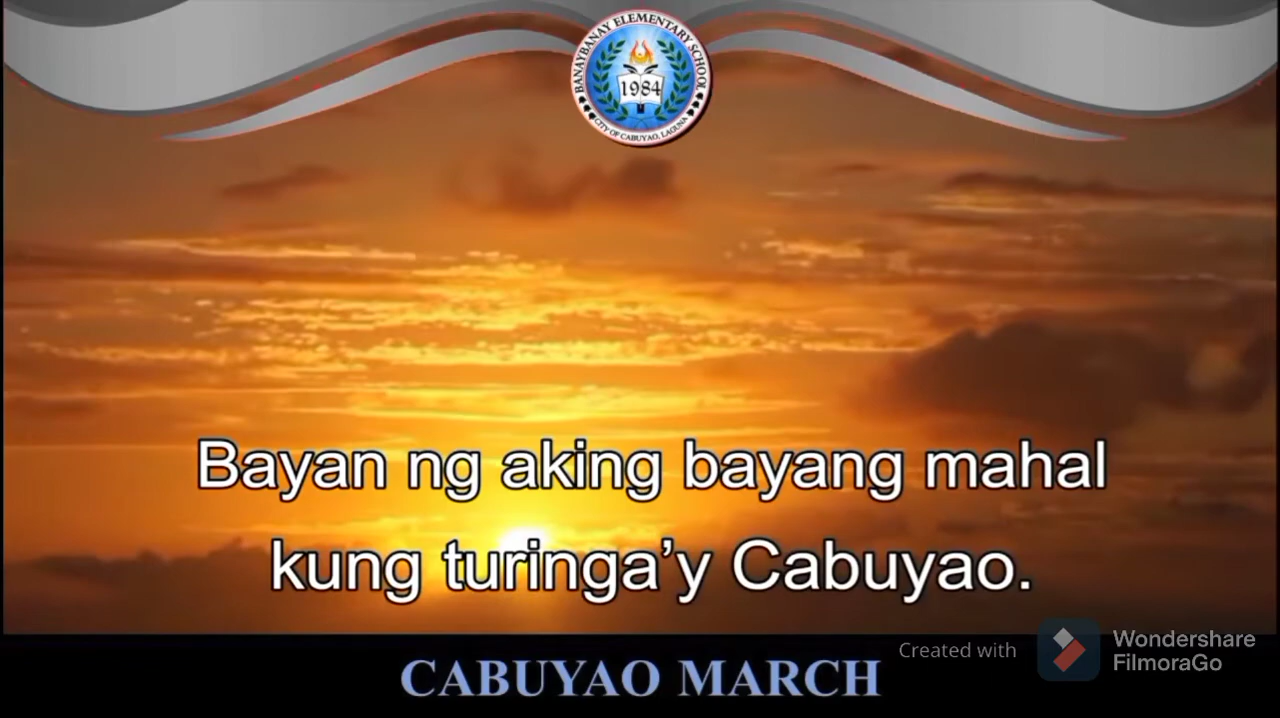 BANAYBANAY ELEMENTARY SCHOOL
1984
CITY OF CABUYAO, LAGUNA
Bayan ng aking bayang mahal
kung turinga’y Cabuyao.
Created with
Wondershare
FilmoraGo
CABUYAO MARCH